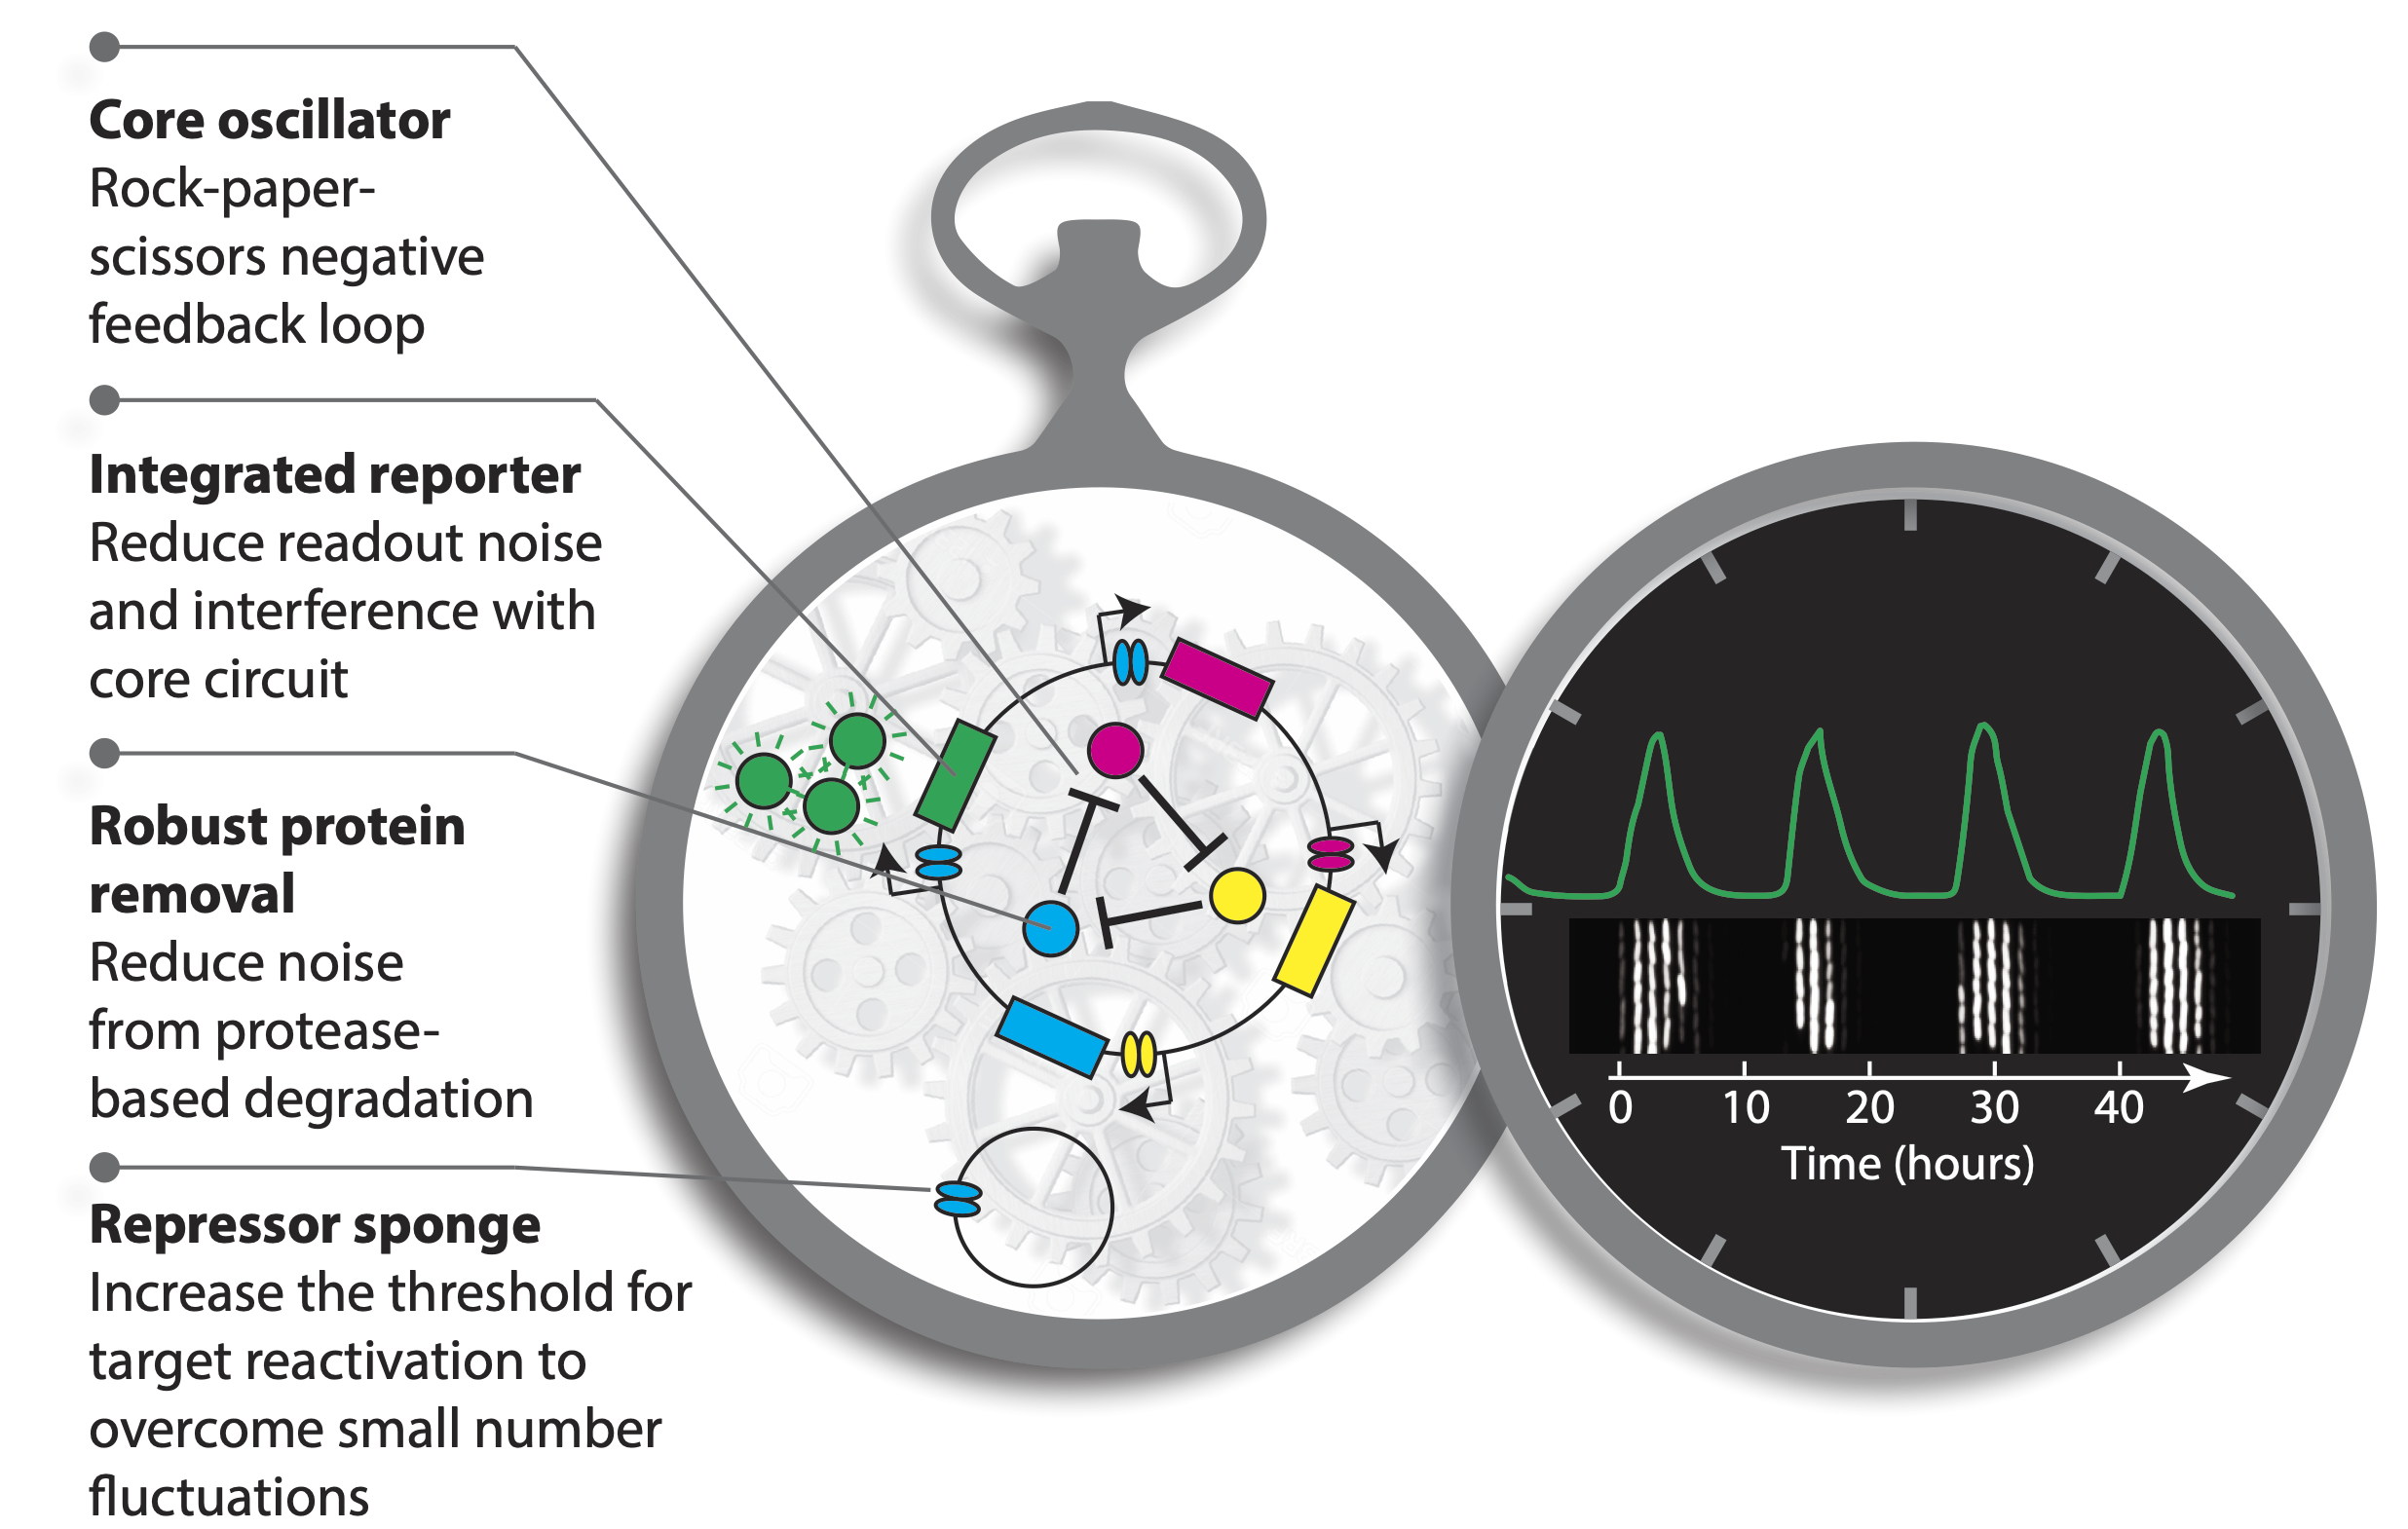 Core oscillator
Rock-paper-
scissors negative
feedback loop
Integrated reporter
Reduce readout noise
and interference with
core circuit
Robust protein
removal
Reduce noise
from protease-
based degradation
Repressor sponge
Increase the threshold for
target reactivation to
overcome small number
fluctuations
0 10 20 30 40
Time (hours)